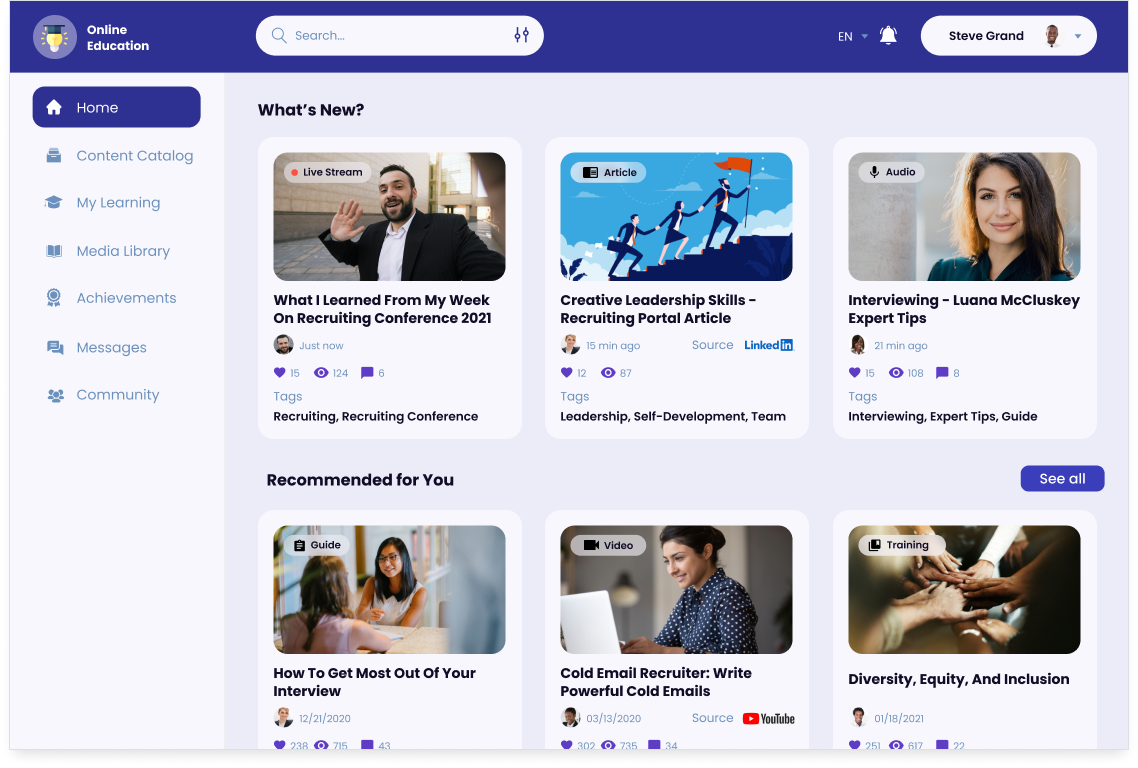 Online
Education
Search...
EN
Steve Grand
Home
Content Catalog
My Learning
Media Library
Achievements
Messages
Community
What's New?
Live Stream
What I Learned From My Week
On Recruiting Conference 2021
Just now
15 124 6
Tags
Recruiting, Recruiting Conference
Article
Creative Leadership Skills -
Recruiting Portal Article
15 min ago Source LinkedIn
12 87
Tags
Leadership, Self-Development, Team
Audio
Interviewing - Luana McCluskey
Expert Tips
21 min ago
15 108 8
Tags
Interviewing, Expert Tips, Guide
Recommended for You
See all
Guide
How To Get Most Out Of Your
Interview
12/21/2020
238 715 43
Video
Cold Email Recruiter: Write
Powerful Cold Emails
03/13/2020 Source YouTube
302 735 34
Training
Diversity, Equity, And Inclusion
01/18/2021
251 617 22